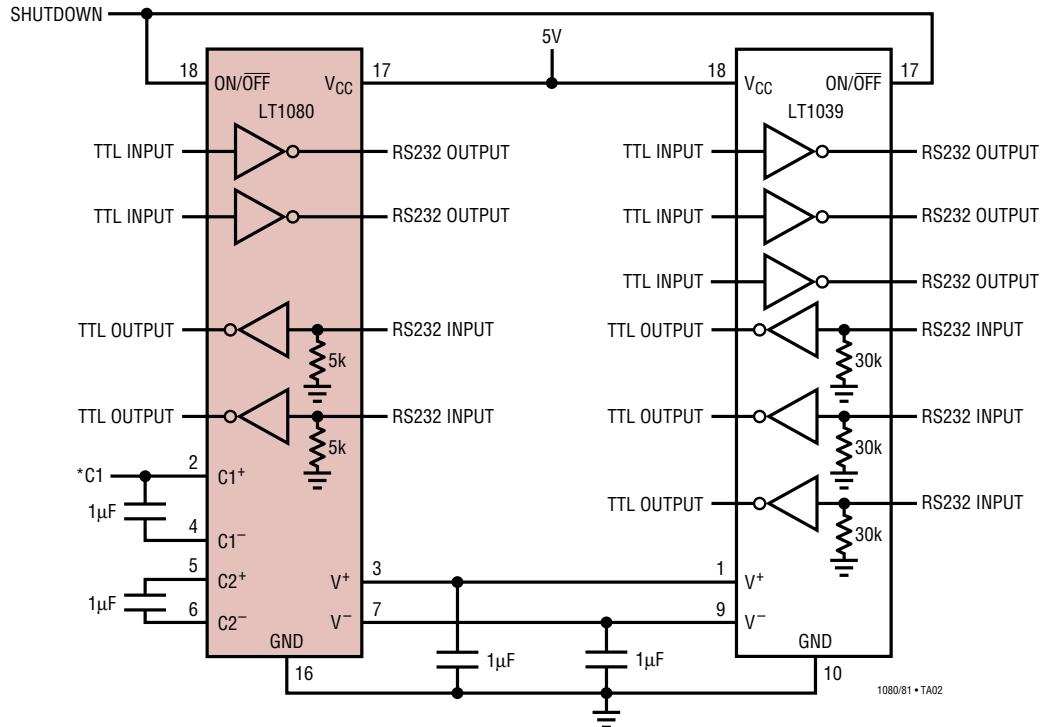 SHUTDOWN
5V
18 ON/OFF VCC 17
LT1080
18 VCC ON/OFF 17
LT1039
TTL INPUT RS232 OUTPUT
TTL INPUT RS232 OUTPUT
TTL INPUT RS232 OUTPUT
TTL INPUT RS232 OUTPUT
TTL INPUT RS232 OUTPUT
TTL OUTPUT RS232 INPUT
5k
TTL OUTPUT RS232 INPUT
30k
TTL OUTPUT RS232 INPUT
5k
TTL OUTPUT RS232 INPUT
30k
TTL OUTPUT RS232 INPUT
30k
*C1 2 C1+
1µF
4 C1−
5 C2+
1µF
6 C2−
V+ 3
V− 7
1 V+
9 V−
GND
16
1µF
1µF
10
1080/81 • TA02